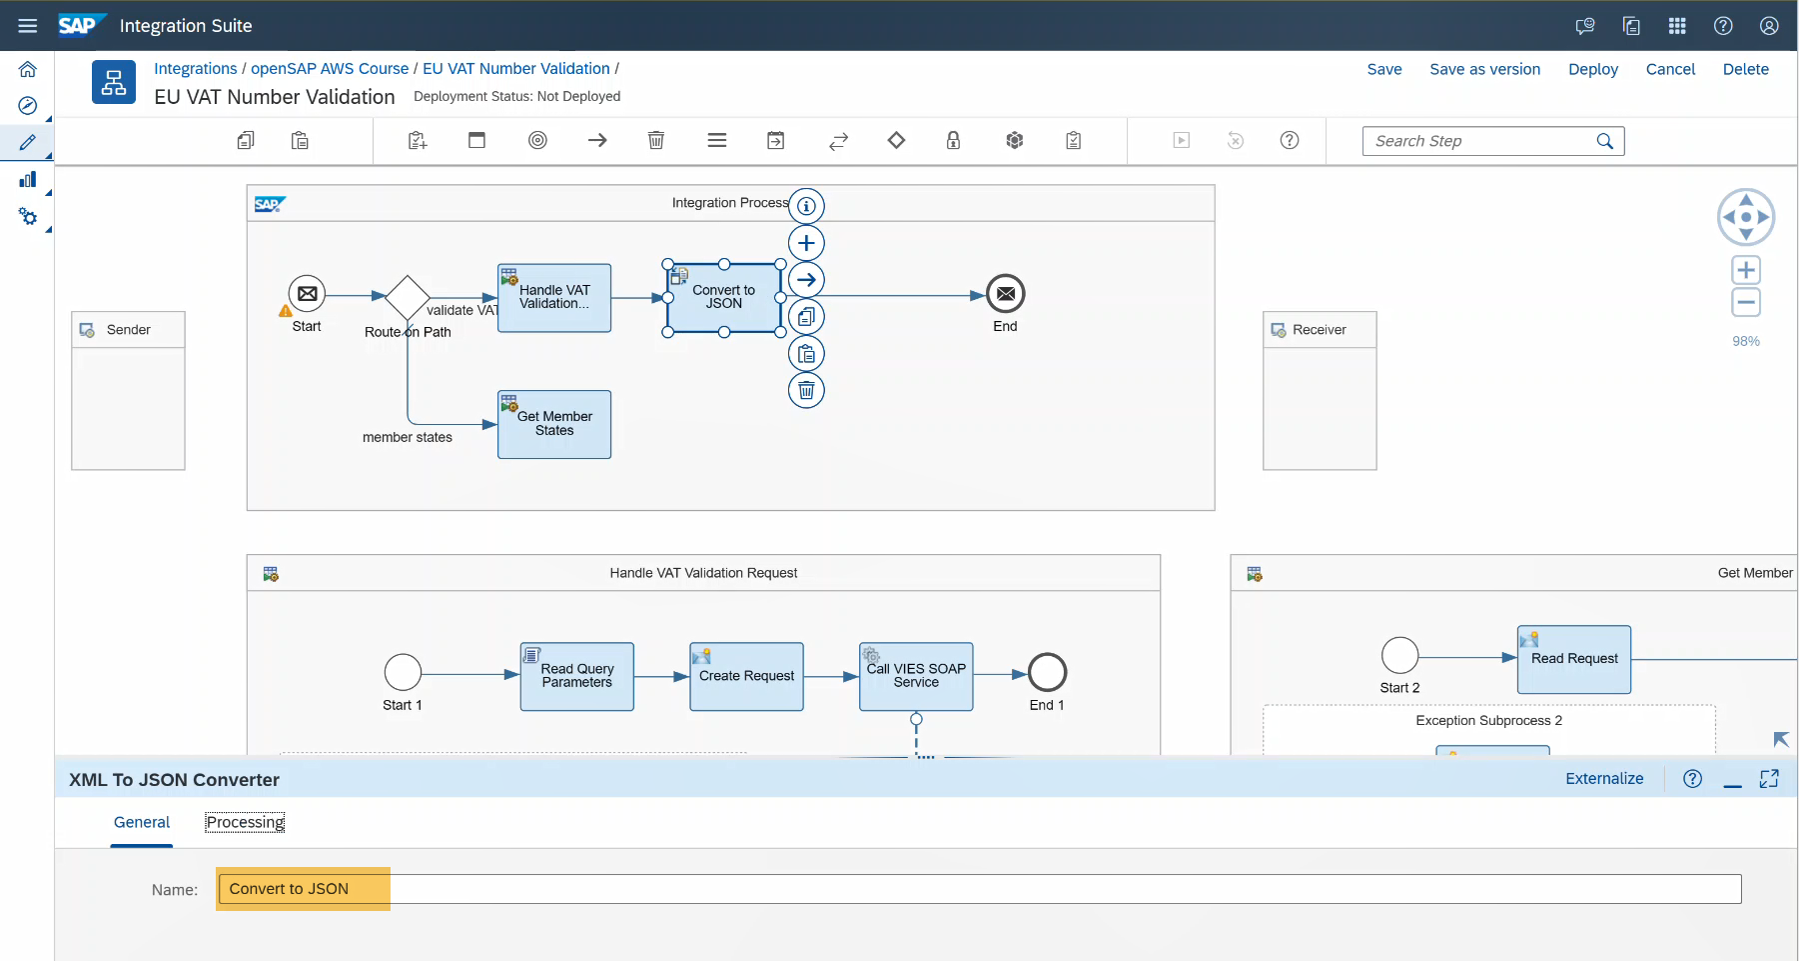 SAP Integration Suite
Integrations / openSAP AWS Course / EU VAT Number Validation /
EU VAT Number Validation Deployment Status: Not Deployed
Save Save as version Deploy Cancel Delete
Search Step
SAP Integration Process
Start
Route on Path
validate VAT
Handle VAT
Validation...
Convert to
JSON
End
member states
Get Member
States
Sender
Receiver
98%
Handle VAT Validation Request
Start 1
Read Query
Parameters
Create Request
Call VIES SOAP
Service
End 1
Get Member
Start 2
Read Request
Exception Subprocess 2
XML To JSON Converter
Externalize
General Processing
Name: Convert to JSON